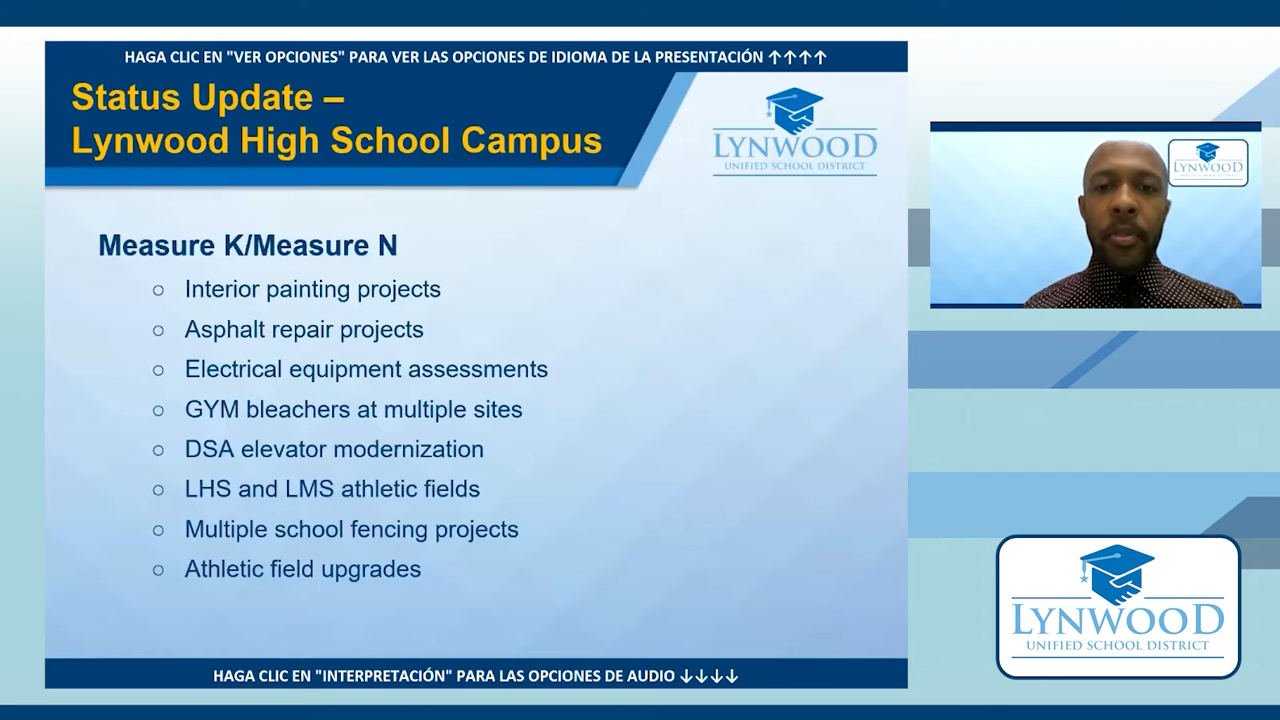 HAGA CLIC EN "VER OPCIONES" PARA VER LAS OPCIONES DE IDIOMA DE LA PRESENTACIÓN ↑↑↑↑
Status Update –
Lynwood High School Campus
LYNWOOD
UNIFIED SCHOOL DISTRICT
Measure K/Measure N
○ Interior painting projects
○ Asphalt repair projects
○ Electrical equipment assessments
○ GYM bleachers at multiple sites
○ DSA elevator modernization
○ LHS and LMS athletic fields
○ Multiple school fencing projects
○ Athletic field upgrades
HAGA CLIC EN "INTERPRETACIÓN" PARA LAS OPCIONES DE AUDIO ↓↓↓↓
LYNWOOD
LYNWOOD
UNIFIED SCHOOL DISTRICT